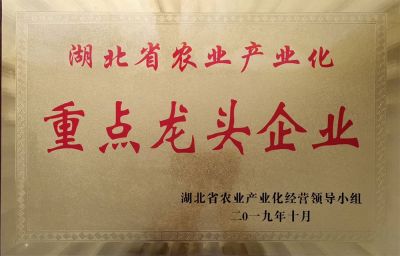 湖北省农业产业化
重点龙头企业
湖北省农业产业化经营领导小组
二O一九年十月